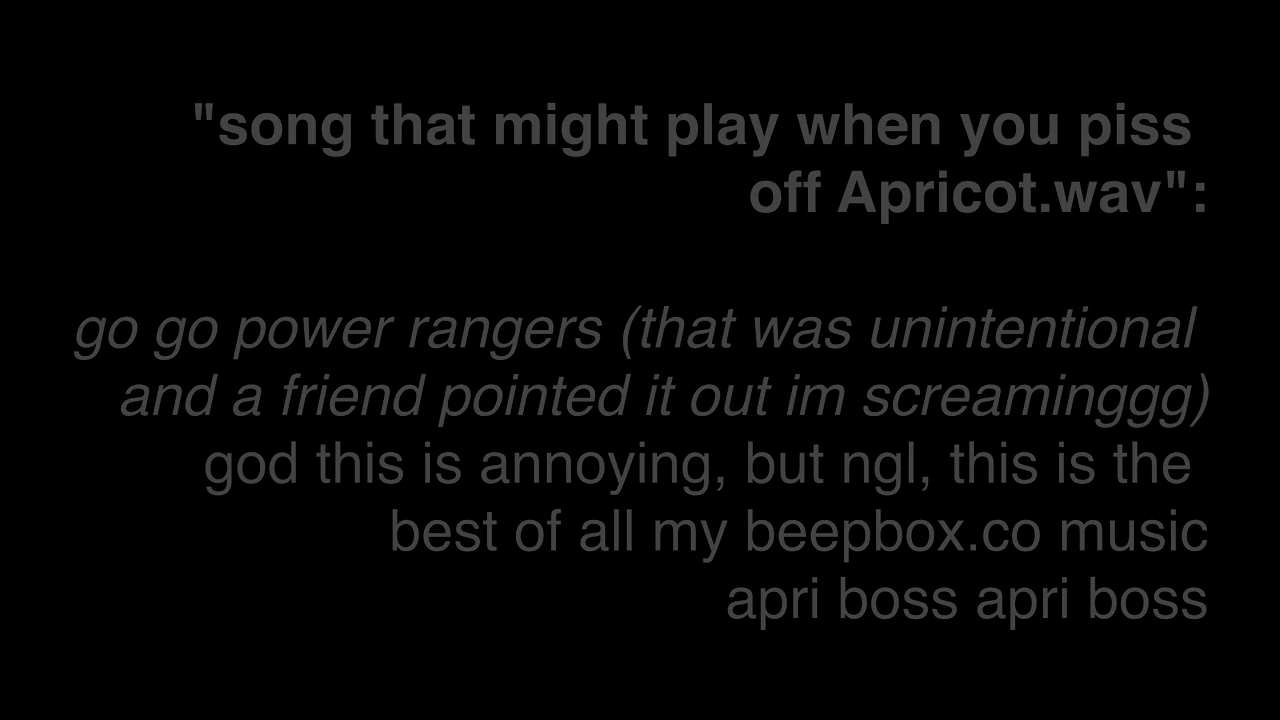 "song that might play when you piss
off Apricot.wav":
go go power rangers (that was unintentional
and a friend pointed it out im screaminggg)
god this is annoying, but ngl, this is the
best of all my beepbox.co music
apri boss apri boss